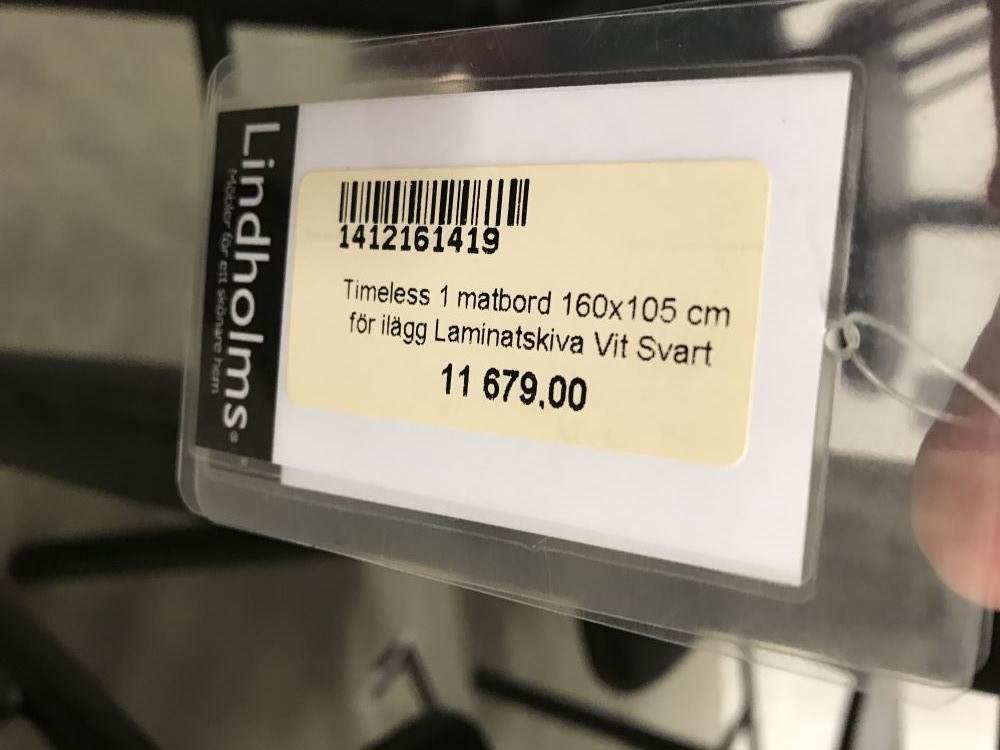 Lindholms®
Möbler för ett skönare hem
1412161419
Timeless 1 matbord 160x105 cm
för ilägg Laminatskiva Vit Svart
11 679,00